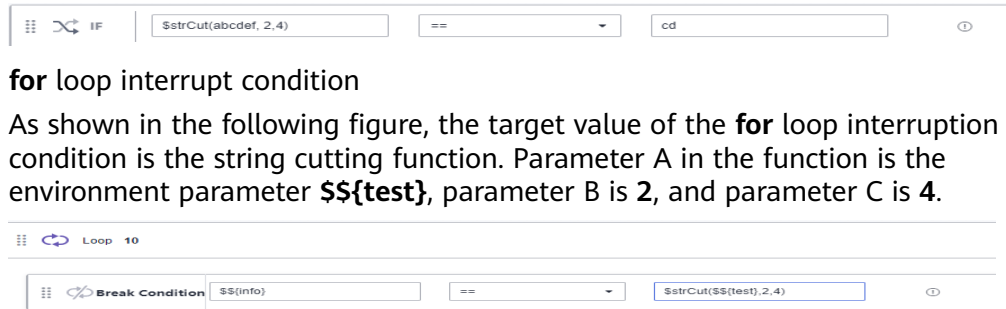 IF $strCut(abcdef, 2,4) == cd
for loop interrupt condition
As shown in the following figure, the target value of the for loop interruption
condition is the string cutting function. Parameter A in the function is the
environment parameter $${test}, parameter B is 2, and parameter C is 4.
Loop 10
Break Condition $${info} == $strCut($${test},2,4)